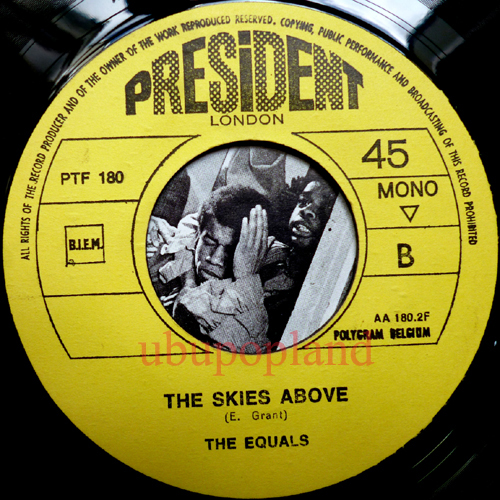 ALL RIGHTS OF THE RECORD PRODUCER AND OF THE OWNER OF THE WORK REPRODUCED RESERVED. COPYING, PUBLIC PERFORMANCE AND BROADCASTING OF THIS RECORD PROHIBITED
PRESiDENT
LONDON
PTF 180
45
MONO
B.I.E.M.
B
AA 180.2F
POLYGRAM BELGIUM
ubupopland
THE SKIES ABOVE
(E. Grant)
THE EQUALS